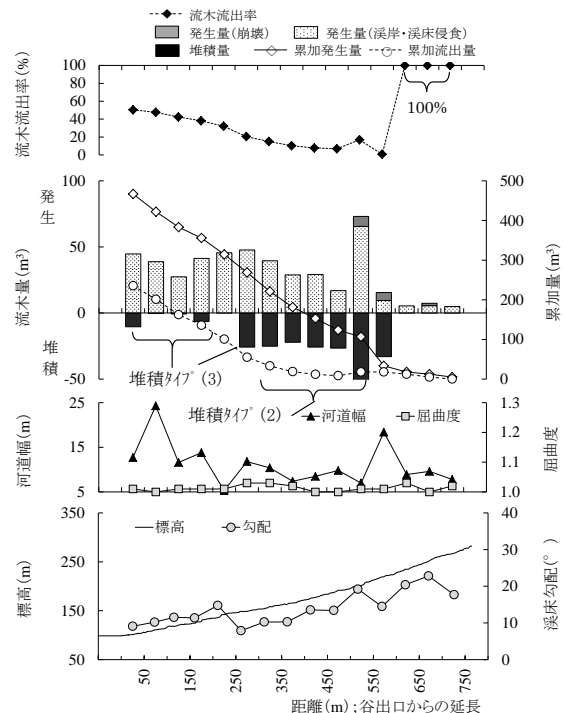 流木流出率
発生量(崩壊) 発生量(渓岸・渓床侵食)
堆積量 累加発生量 累加流出量
流木流出率(%)
100
80
60
40
20
0
100%
発生
流木量(m³)
堆積
100
50
0
-50
500
400
300
200
100
0
累加量(m³)
堆積ﾀｲﾌﾟ(3)
堆積ﾀｲﾌﾟ(2)
河道幅 屈曲度
河道幅(m)
25
15
5
1.3
1.2
1.1
1.0
屈曲度
標高 勾配
標高(m)
350
250
150
50
40
30
20
10
0
渓床勾配(°)
50 150 250 350 450 550 650 750
距離(m);谷出口からの延長